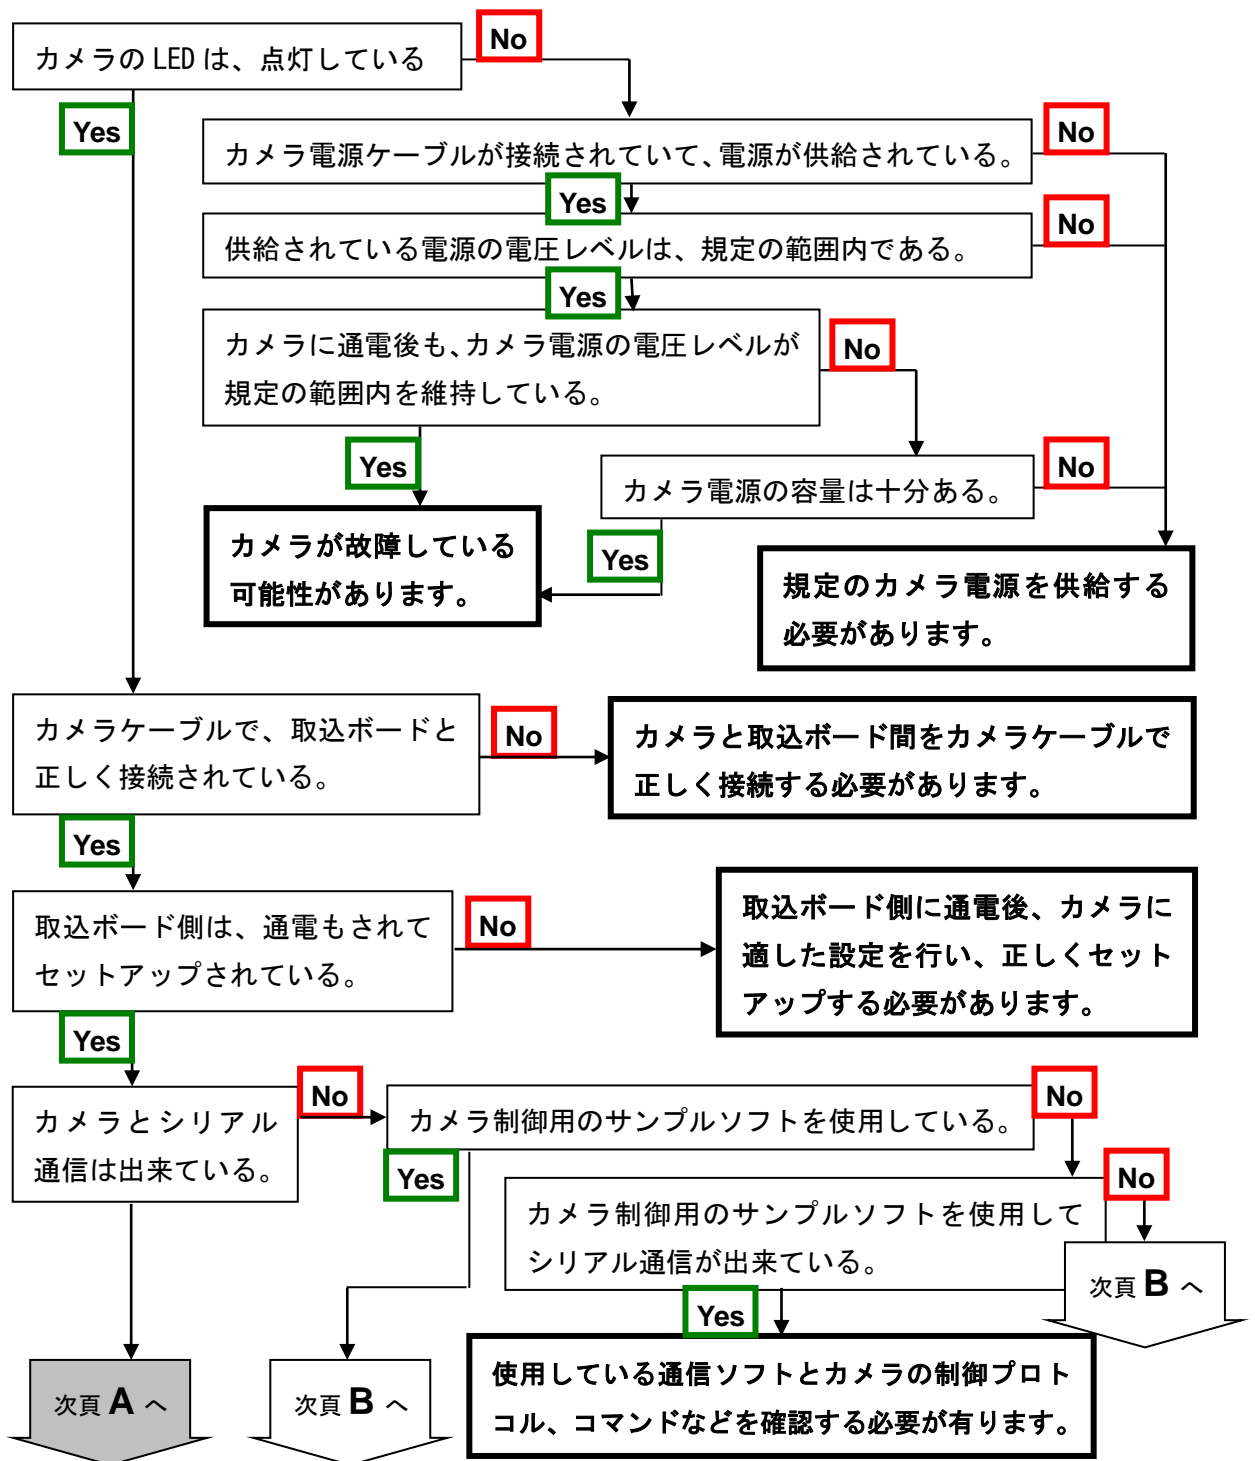 カメラの LED は、点灯している
No
Yes
カメラ電源ケーブルが接続されていて、電源が供給されている。
No
Yes
供給されている電源の電圧レベルは、規定の範囲内である。
No
Yes
カメラに通電後も、カメラ電源の電圧レベルが
規定の範囲内を維持している。
No
Yes
カメラ電源の容量は十分ある。
No
Yes
カメラが故障している
可能性があります。
規定のカメラ電源を供給する
必要があります。
カメラケーブルで、取込ボードと
正しく接続されている。
No
カメラと取込ボード間をカメラケーブルで
正しく接続する必要があります。
Yes
取込ボード側は、通電もされて
セットアップされている。
No
取込ボード側に通電後、カメラに
適した設定を行い、正しくセット
アップする必要があります。
Yes
カメラとシリアル
通信は出来ている。
No
カメラ制御用のサンプルソフトを使用している。
No
Yes
カメラ制御用のサンプルソフトを使用して
シリアル通信が出来ている。
No
次頁 B へ
Yes
使用している通信ソフトとカメラの制御プロト
コル、コマンドなどを確認する必要が有ります。
次頁 A へ
次頁 B へ